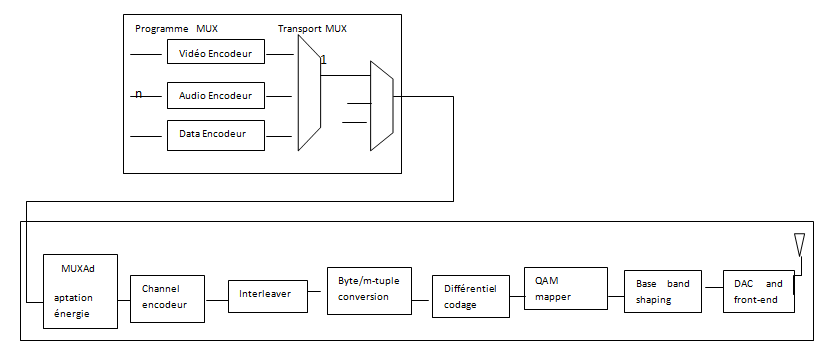 Programme MUX
Transport MUX
Vidéo Encodeur
1
n
Audio Encodeur
Data Encodeur
MUXAd
aptation
énergie
Channel
encodeur
Interleaver
Byte/m-tuple
conversion
Différentiel
codage
QAM
mapper
Base band
shaping
DAC and
front-end